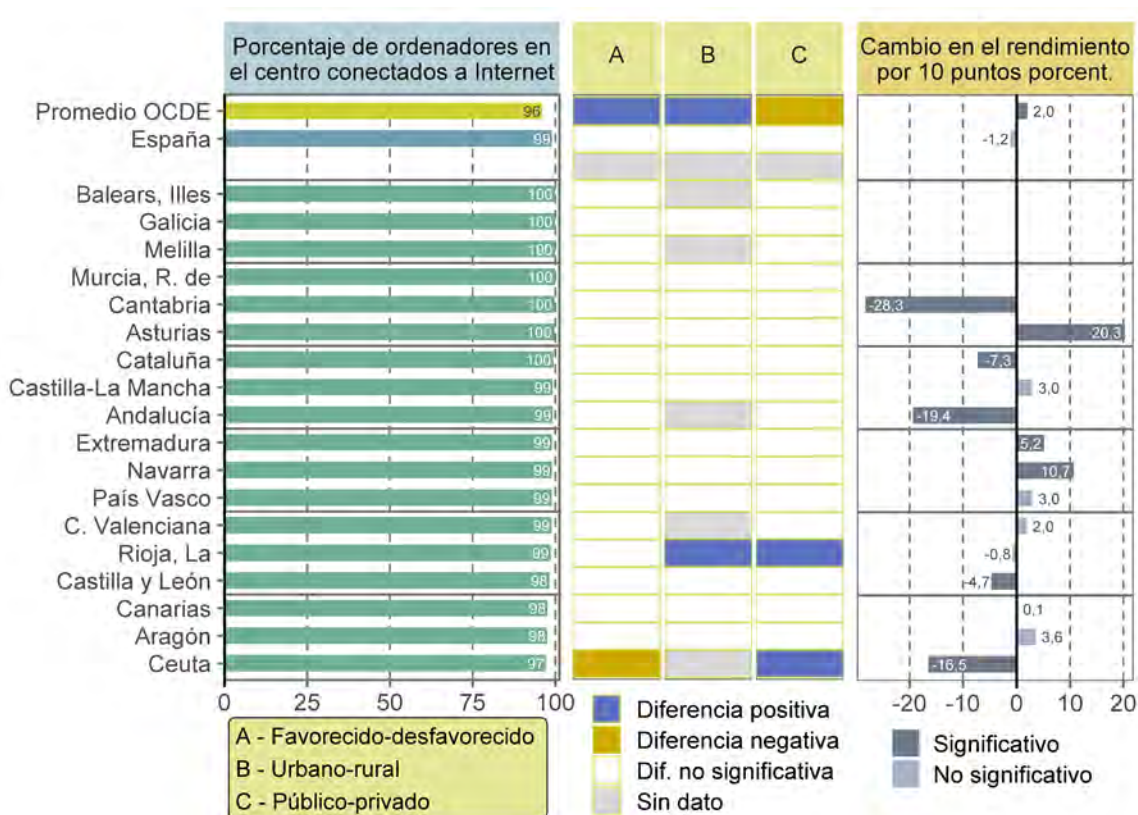 Porcentaje de ordenadores en
el centro conectados a Internet
A
B
C
Cambio en el rendimiento
por 10 puntos porcent.
Promedio OCDE 96 2,0
España 99 -1,2
Balears, Illes 100
Galicia 100
Melilla 100
Murcia, R. de 100
Cantabria 100 -28,3
Asturias 100 20,3
Cataluña 100 -7,3
Castilla-La Mancha 99 3,0
Andalucía 99 -19,4
Extremadura 99 5,2
Navarra 99 10,7
País Vasco 99 3,0
C. Valenciana 99 2,0
Rioja, La 99 -0,8
Castilla y León 98 -4,7
Canarias 98 0,1
Aragón 98 3,6
Ceuta 97 -16,5
0 25 50 75 100
-20 -10 0 10 20
A - Favorecido-desfavorecido
B - Urbano-rural
C - Público-privado
Diferencia positiva
Diferencia negativa
Dif. no significativa
Sin dato
Significativo
No significativo